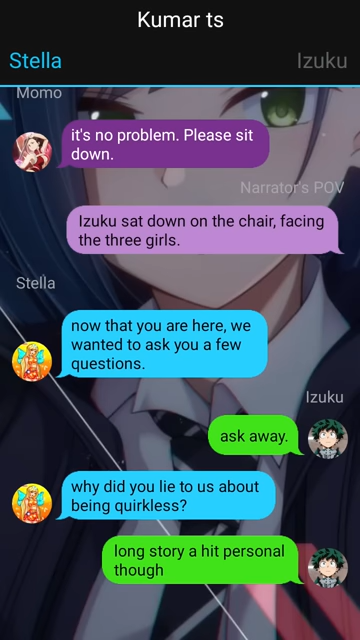 Kumar ts
Stella Izuku
Momo
it's no problem. Please sit
down.
Narrator's POV
Izuku sat down on the chair, facing
the three girls.
Stella
now that you are here, we
wanted to ask you a few
questions.
Izuku
ask away.
why did you lie to us about
being quirkless?
long story a hit personal
though